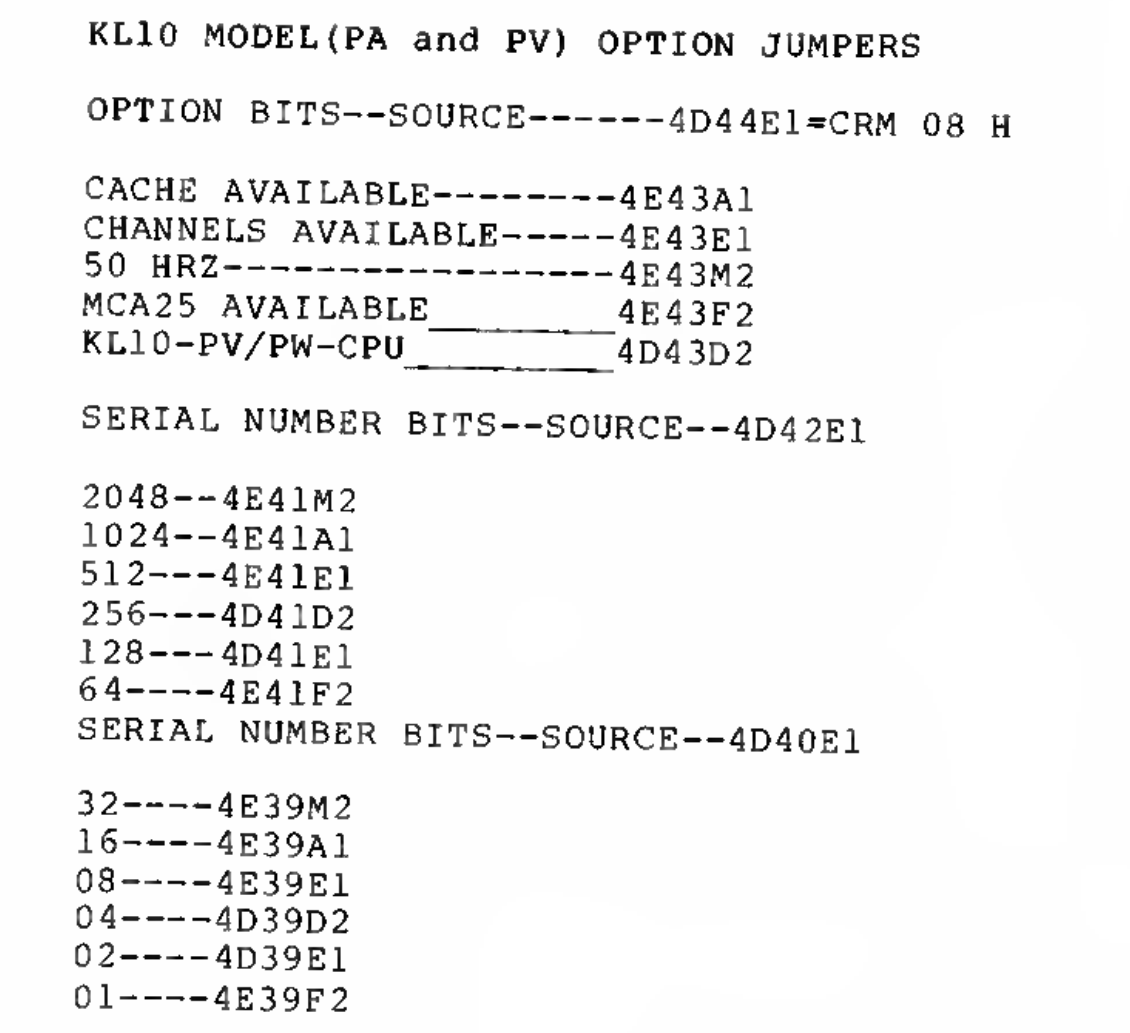 KL10 MODEL(PA and PV) OPTION JUMPERS
OPTION BITS--SOURCE------4D44E1=CRM 08 H
CACHE AVAILABLE--------4E43A1
CHANNELS AVAILABLE-----4E43E1
50 HRZ-----------------4E43M2
MCA25 AVAILABLE________4E43F2
KL10-PV/PW-CPU_________4D43D2
SERIAL NUMBER BITS--SOURCE--4D42E1
2048--4E41M2
1024--4E41A1
512---4E41E1
256---4D41D2
128---4D41E1
64----4E41F2
SERIAL NUMBER BITS--SOURCE--4D40E1
32----4E39M2
16----4E39A1
08----4E39E1
04----4D39D2
02----4D39E1
01----4E39F2